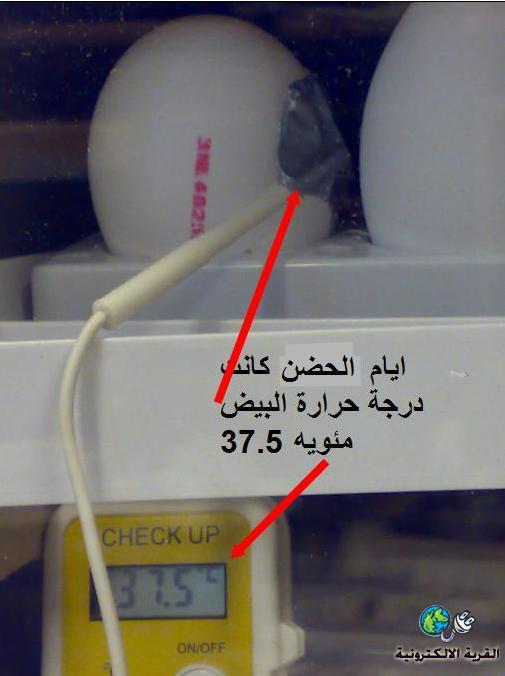 ايام الحضن كانت
درجة حرارة البيض
37.5 مئويه
CHECK UP
37.5 °C
ON/OFF
القرية الالكترونية